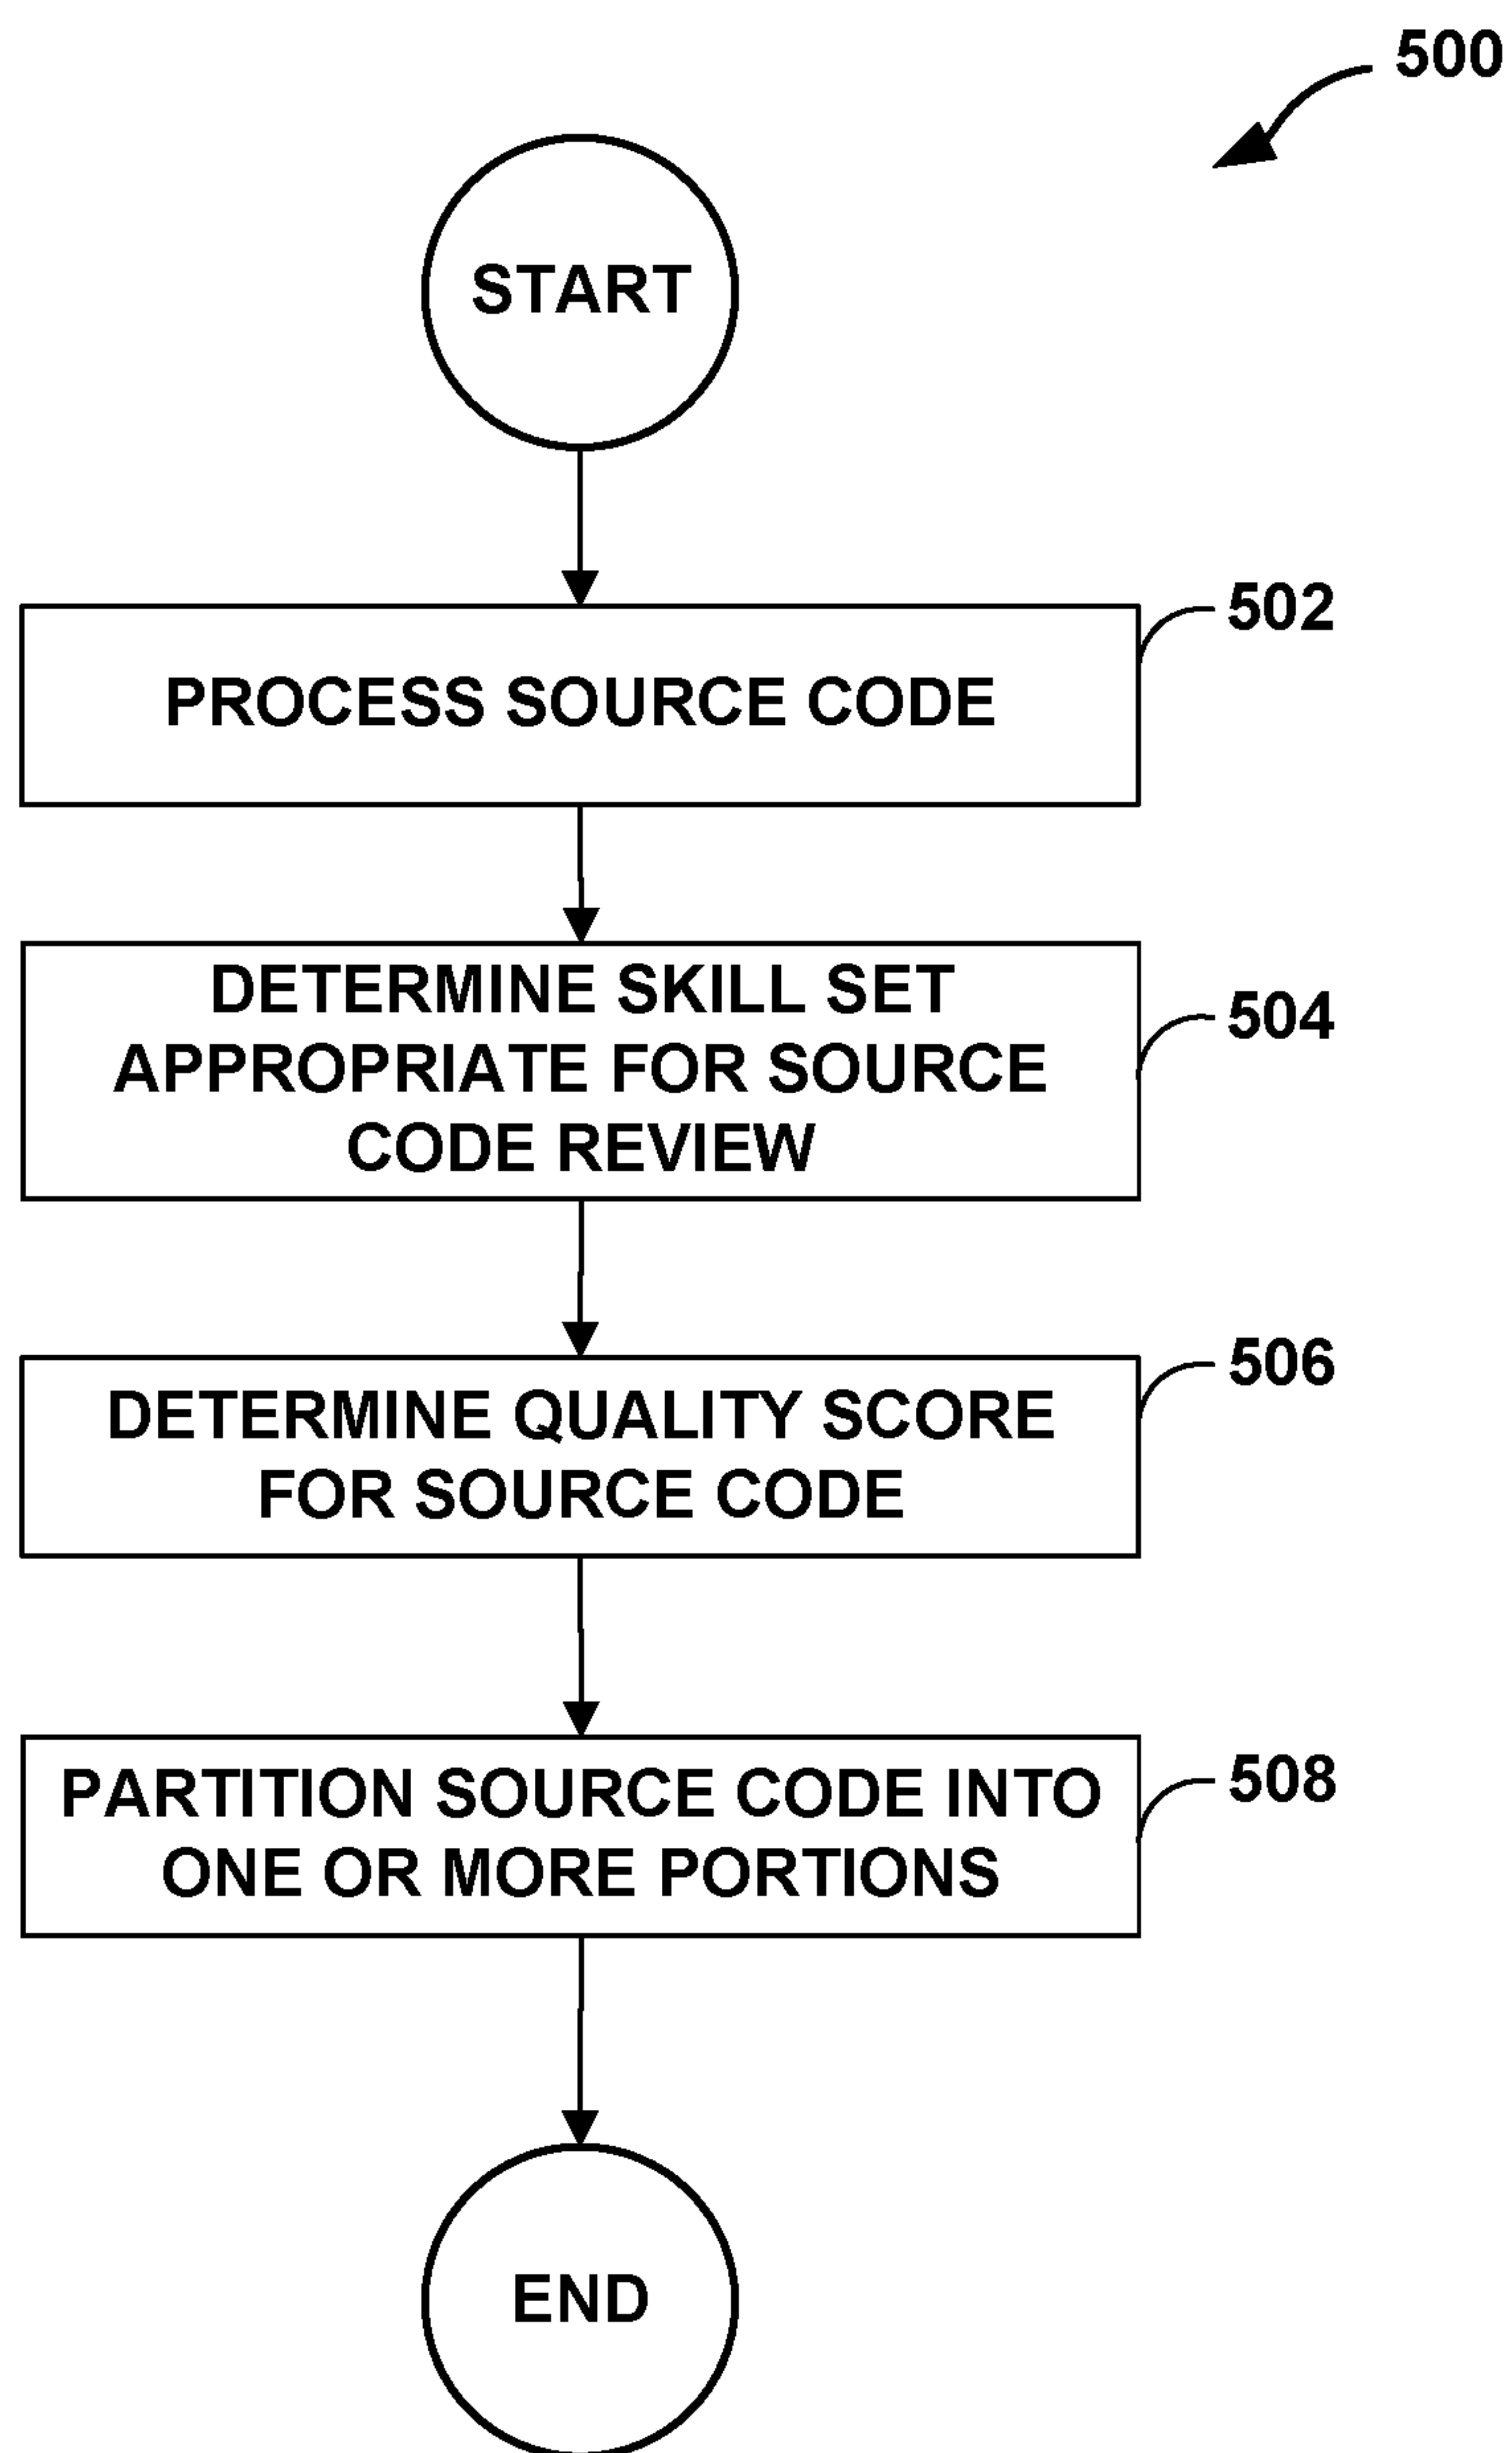 500
START
PROCESS SOURCE CODE
502
DETERMINE SKILL SET
APPROPRIATE FOR SOURCE
CODE REVIEW
504
DETERMINE QUALITY SCORE
FOR SOURCE CODE
506
PARTITION SOURCE CODE INTO
ONE OR MORE PORTIONS
508
END